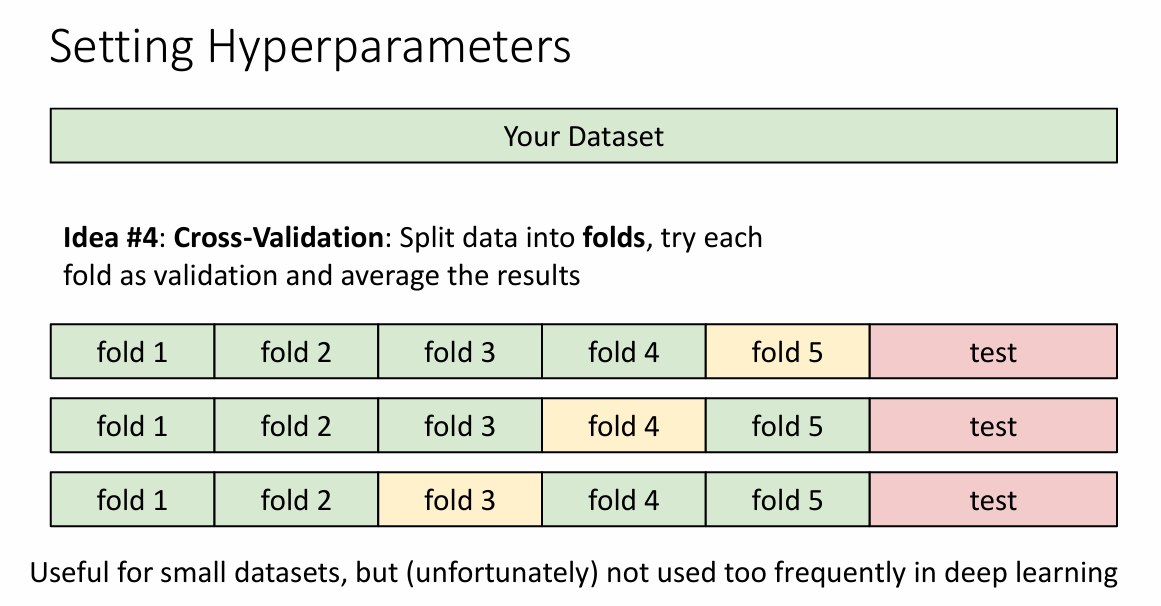 Setting Hyperparameters
Your Dataset
Idea #4: Cross-Validation: Split data into folds, try each
fold as validation and average the results
fold 1 fold 2 fold 3 fold 4 fold 5 test
fold 1 fold 2 fold 3 fold 4 fold 5 test
fold 1 fold 2 fold 3 fold 4 fold 5 test
Useful for small datasets, but (unfortunately) not used too frequently in deep learning